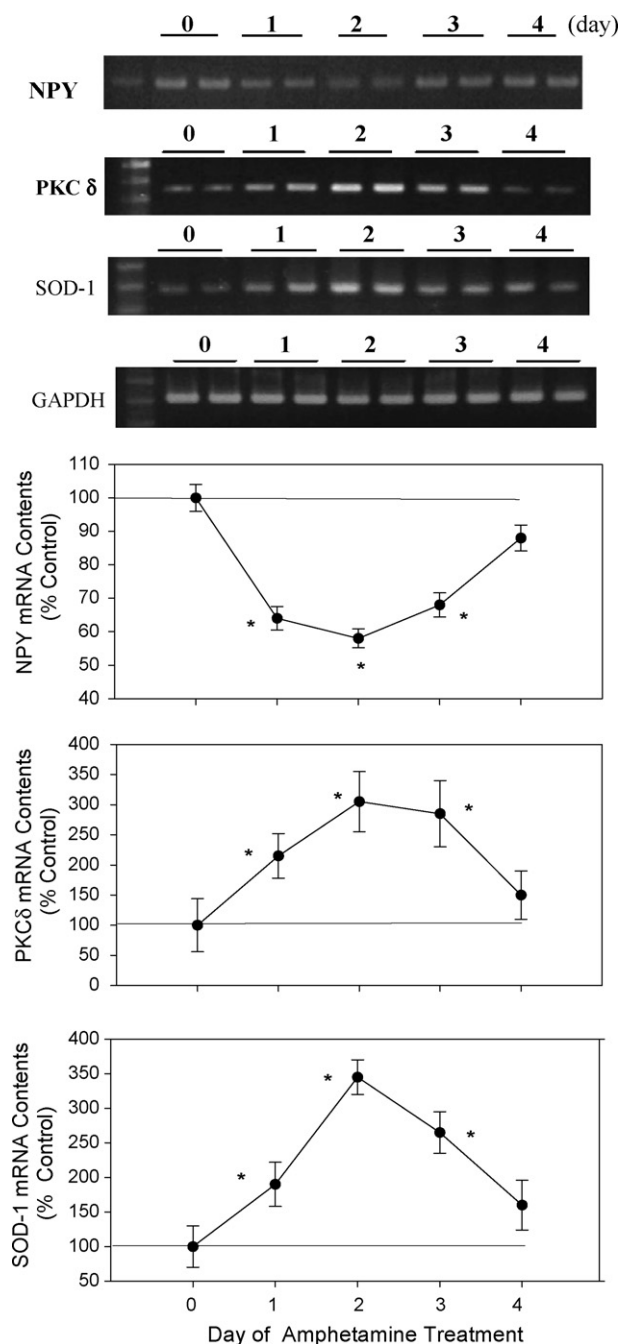 0 1 2 3 4 (day)
NPY
0 1 2 3 4
PKC δ
0 1 2 3 4
SOD-1
0 1 2 3 4
GAPDH
NPY mRNA Contents
(% Control)
110
100
90
80
70
60
50
40
* * *
PKCδ mRNA Contents
(% Control)
400
350
300
250
200
150
100
50
0
* * *
SOD-1 mRNA Contents
(% Control)
400
350
300
250
200
150
100
50
* * *
0 1 2 3 4
Day of Amphetamine Treatment